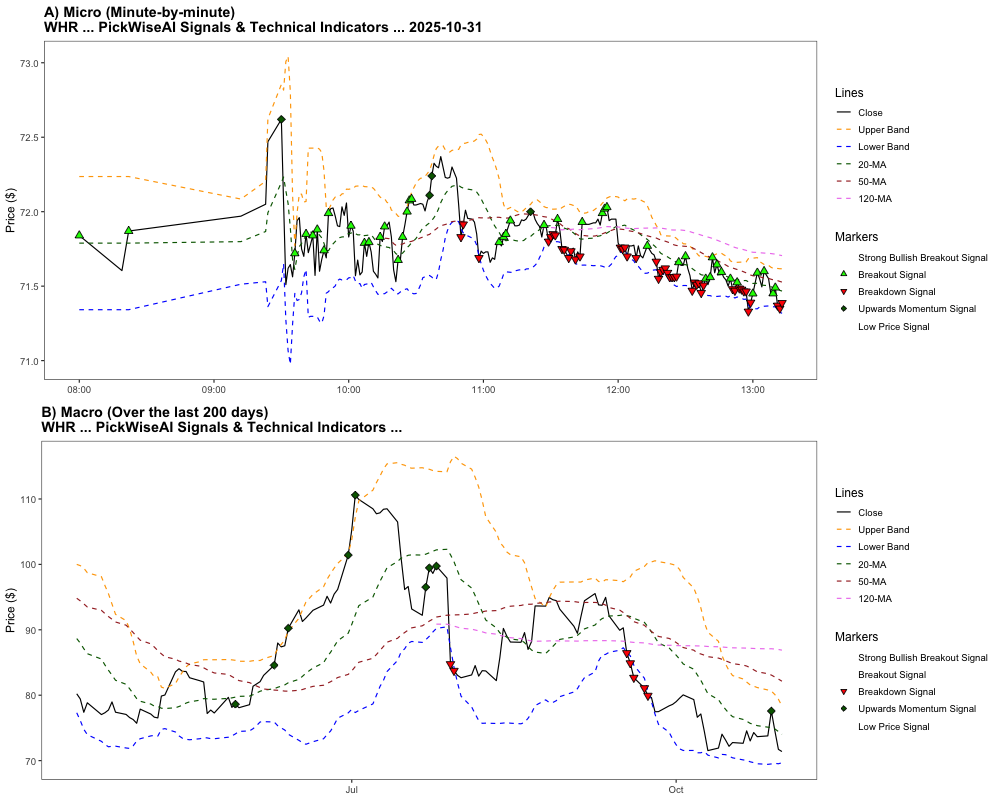 A) Micro (Minute-by-minute)
WHR ... PickWiseAI Signals & Technical Indicators ... 2025-10-31
Price ($)
73.0
72.5
72.0
71.5
71.0
08:00 09:00 10:00 11:00 12:00 13:00
Lines
Close
Upper Band
Lower Band
20-MA
50-MA
120-MA
Markers
Strong Bullish Breakout Signal
Breakout Signal
Breakdown Signal
Upwards Momentum Signal
Low Price Signal
B) Macro (Over the last 200 days)
WHR ... PickWiseAI Signals & Technical Indicators ...
Price ($)
110
100
90
80
70
Jul Oct
Lines
Close
Upper Band
Lower Band
20-MA
50-MA
120-MA
Markers
Strong Bullish Breakout Signal
Breakout Signal
Breakdown Signal
Upwards Momentum Signal
Low Price Signal